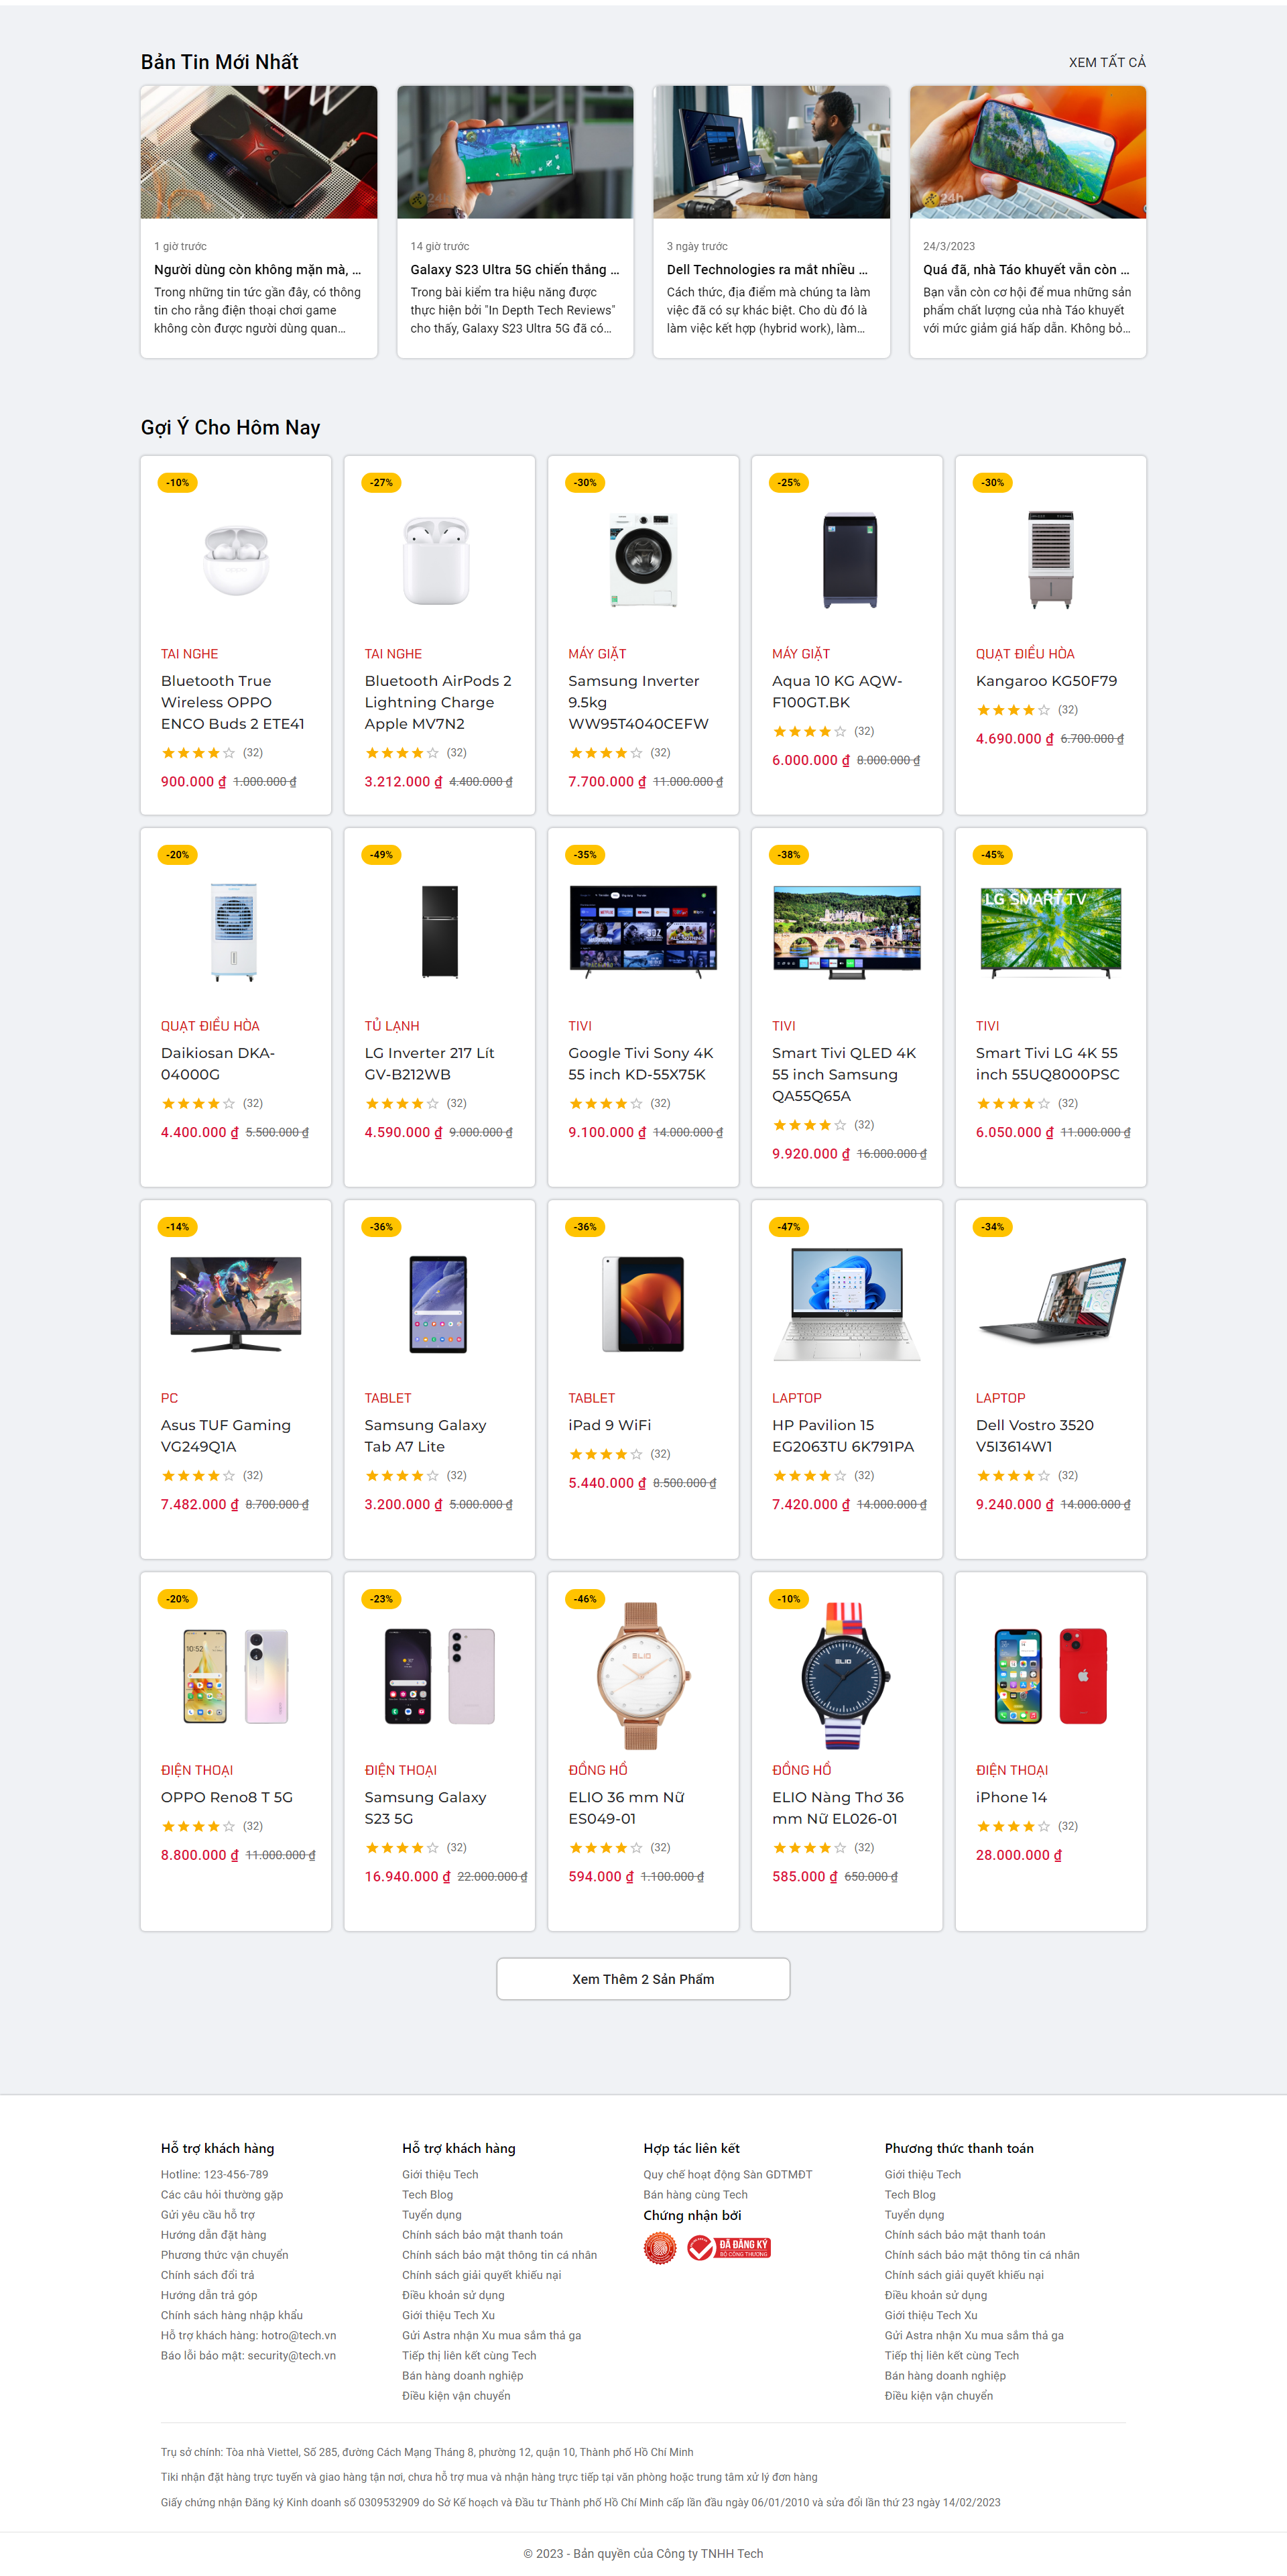 Bản Tin Mới Nhất
XEM TẤT CẢ
1 giờ trước
Người dùng còn không mặn mà, ...
Trong những tin tức gần đây, có thông
tin cho rằng điện thoại chơi game
không còn được người dùng quan...
14 giờ trước
Galaxy S23 Ultra 5G chiến thắng ...
Trong bài kiểm tra hiệu năng được
thực hiện bởi "In Depth Tech Reviews"
cho thấy, Galaxy S23 Ultra 5G đã có...
3 ngày trước
Dell Technologies ra mắt nhiều ...
Cách thức, địa điểm mà chúng ta làm
việc đã có sự khác biệt. Cho dù đó là
làm việc kết hợp (hybrid work), làm...
24h
24/3/2023
Quá đã, nhà Táo khuyết vẫn còn ...
Bạn vẫn còn cơ hội để mua những sản
phẩm chất lượng của nhà Táo khuyết
với mức giảm giá hấp dẫn. Không bỏ...
Gợi Ý Cho Hôm Nay
-10%
TAI NGHE
Bluetooth True
Wireless OPPO
ENCO Buds 2 ETE41
(32)
900.000 ₫ 1.000.000 ₫
-27%
TAI NGHE
Bluetooth AirPods 2
Lightning Charge
Apple MV7N2
(32)
3.212.000 ₫ 4.400.000 ₫
-30%
MÁY GIẶT
Samsung Inverter
9.5kg
WW95T4040CEFW
(32)
7.700.000 ₫ 11.000.000 ₫
-25%
MÁY GIẶT
Aqua 10 KG AQW-
F100GT.BK
(32)
6.000.000 ₫ 8.000.000 ₫
-30%
QUẠT ĐIỀU HÒA
Kangaroo KG50F79
(32)
4.690.000 ₫ 6.700.000 ₫
-20%
QUẠT ĐIỀU HÒA
Daikiosan DKA-
04000G
(32)
4.400.000 ₫ 5.500.000 ₫
-49%
TỦ LẠNH
LG Inverter 217 Lít
GV-B212WB
(32)
4.590.000 ₫ 9.000.000 ₫
-35%
TIVI
Google Tivi Sony 4K
55 inch KD-55X75K
(32)
9.100.000 ₫ 14.000.000 ₫
-38%
TIVI
Smart Tivi QLED 4K
55 inch Samsung
QA55Q65A
(32)
9.920.000 ₫ 16.000.000 ₫
-45%
LG SMART TV
TIVI
Smart Tivi LG 4K 55
inch 55UQ8000PSC
(32)
6.050.000 ₫ 11.000.000 ₫
-14%
PC
Asus TUF Gaming
VG249Q1A
(32)
7.482.000 ₫ 8.700.000 ₫
-36%
TABLET
Samsung Galaxy
Tab A7 Lite
(32)
3.200.000 ₫ 5.000.000 ₫
-36%
TABLET
iPad 9 WiFi
(32)
5.440.000 ₫ 8.500.000 ₫
-47%
LAPTOP
HP Pavilion 15
EG2063TU 6K791PA
(32)
7.420.000 ₫ 14.000.000 ₫
-34%
LAPTOP
Dell Vostro 3520
V5I3614W1
(32)
9.240.000 ₫ 14.000.000 ₫
-20%
10:52
ĐIỆN THOẠI
OPPO Reno8 T 5G
(32)
8.800.000 ₫ 11.000.000 ₫
-23%
ĐIỆN THOẠI
Samsung Galaxy
S23 5G
(32)
16.940.000 ₫ 22.000.000 ₫
-46%
ELIO
ĐỒNG HỒ
ELIO 36 mm Nữ
ES049-01
(32)
594.000 ₫ 1.100.000 ₫
-10%
ELIO
ĐỒNG HỒ
ELIO Nàng Thơ 36
mm Nữ EL026-01
(32)
585.000 ₫ 650.000 ₫
ĐIỆN THOẠI
iPhone 14
(32)
28.000.000 ₫
Xem Thêm 2 Sản Phẩm
Hỗ trợ khách hàng
Hotline: 123-456-789
Các câu hỏi thường gặp
Gửi yêu cầu hỗ trợ
Hướng dẫn đặt hàng
Phương thức vận chuyển
Chính sách đổi trả
Hướng dẫn trả góp
Chính sách hàng nhập khẩu
Hỗ trợ khách hàng: hotro@tech.vn
Báo lỗi bảo mật: security@tech.vn
Hỗ trợ khách hàng
Giới thiệu Tech
Tech Blog
Tuyển dụng
Chính sách bảo mật thanh toán
Chính sách bảo mật thông tin cá nhân
Chính sách giải quyết khiếu nại
Điều khoản sử dụng
Giới thiệu Tech Xu
Gửi Astra nhận Xu mua sắm thả ga
Tiếp thị liên kết cùng Tech
Bán hàng doanh nghiệp
Điều kiện vận chuyển
Hợp tác liên kết
Quy chế hoạt động Sàn GDTMĐT
Bán hàng cùng Tech
Chứng nhận bởi
ĐÃ ĐĂNG KÝ
BỘ CÔNG THƯƠNG
Phương thức thanh toán
Giới thiệu Tech
Tech Blog
Tuyển dụng
Chính sách bảo mật thanh toán
Chính sách bảo mật thông tin cá nhân
Chính sách giải quyết khiếu nại
Điều khoản sử dụng
Giới thiệu Tech Xu
Gửi Astra nhận Xu mua sắm thả ga
Tiếp thị liên kết cùng Tech
Bán hàng doanh nghiệp
Điều kiện vận chuyển
Trụ sở chính: Tòa nhà Viettel, Số 285, đường Cách Mạng Tháng 8, phường 12, quận 10, Thành phố Hồ Chí Minh
Tiki nhận đặt hàng trực tuyến và giao hàng tận nơi, chưa hỗ trợ mua và nhận hàng trực tiếp tại văn phòng hoặc trung tâm xử lý đơn hàng
Giấy chứng nhận Đăng ký Kinh doanh số 0309532909 do Sở Kế hoạch và Đầu tư Thành phố Hồ Chí Minh cấp lần đầu ngày 06/01/2010 và sửa đổi lần thứ 23 ngày 14/02/2023
© 2023 - Bản quyền của Công ty TNHH Tech